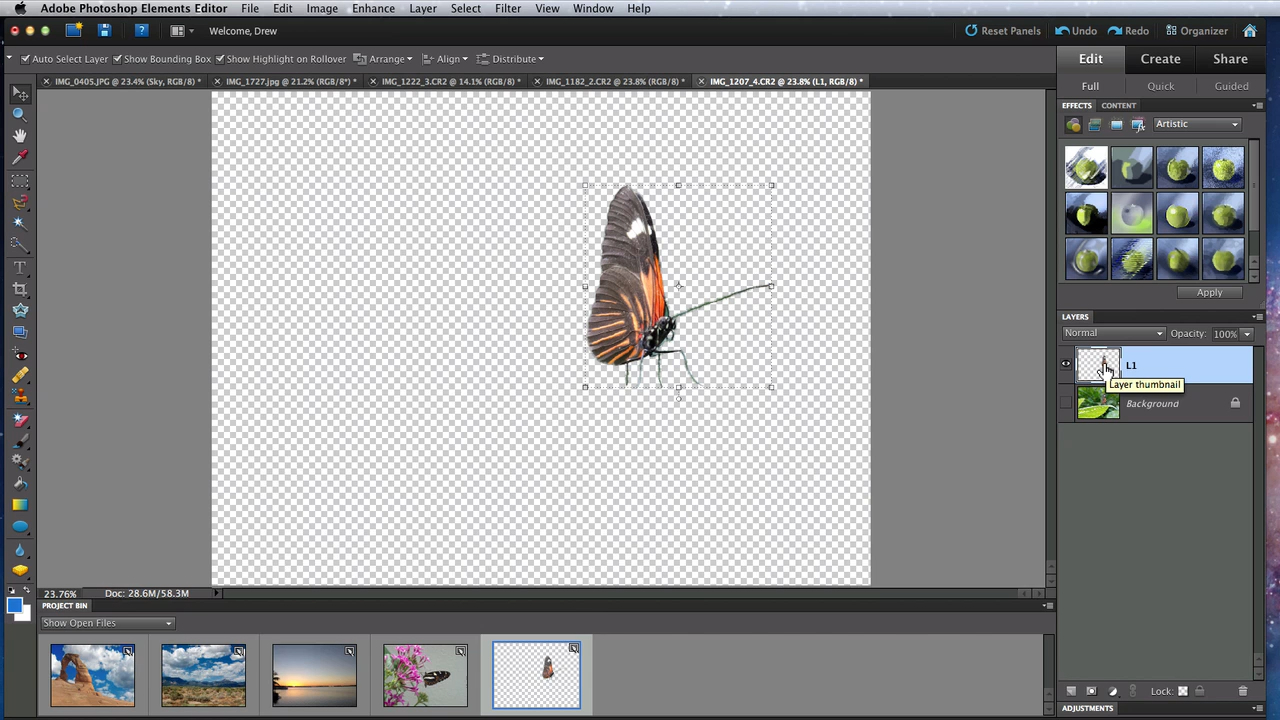 Adobe Photoshop Elements Editor File Edit Image Enhance Layer Select Filter View Window Help
Welcome, Drew Reset Panels Undo Redo Organizer
Auto Select Layer Show Bounding Box Show Highlight on Rollover Arrange Align Distribute
Edit Create Share
IMG_0405.JPG @ 23.4% (Sky, RGB/8) * IMG_1727.jpg @ 21.2% (RGB/8*) * IMG_1222_3.CR2 @ 14.1% (RGB/8) * IMG_1182_2.CR2 @ 23.8% (RGB/8) * IMG_1207_4.CR2 @ 23.8% (L1, RGB/8) *
Full Quick Guided
EFFECTS CONTENT
Artistic
Apply
LAYERS
Normal Opacity: 100%
L1
Layer thumbnail
Background
23.76% Doc: 28.6M/58.3M
PROJECT BIN
Show Open Files
Lock:
ADJUSTMENTS